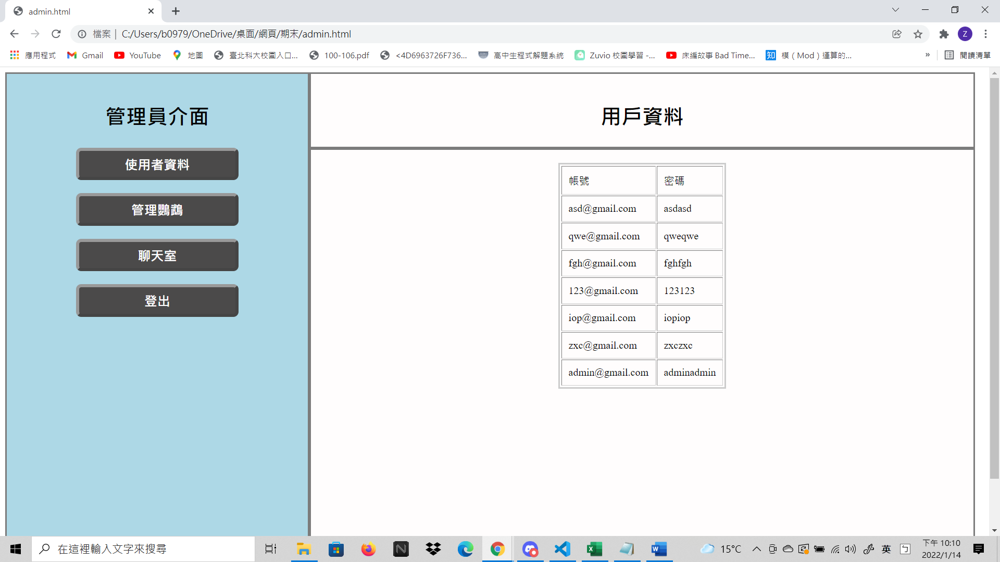 admin.html
檔案 | C:/Users/b0979/OneDrive/桌面/網頁/期末/admin.html
Z
應用程式 Gmail YouTube 地圖 臺北科大校園入口... 100-106.pdf <4D6963726F736... 高中生程式解題系統 Zuvio 校園學習 -... 床編故事 Bad Time... 知 模 ( Mod ) 運算的... » 閱讀清單
管理員介面
使用者資料
管理鸚鵡
聊天室
登出
用戶資料
帳號 密碼
asd@gmail.com asdasd
qwe@gmail.com qweqwe
fgh@gmail.com fghfgh
123@gmail.com 123123
iop@gmail.com iopiop
zxc@gmail.com zxczxc
admin@gmail.com adminadmin
在這裡輸入文字來搜尋
15°C
英
ㄅ
下午 10:10
2022/1/14